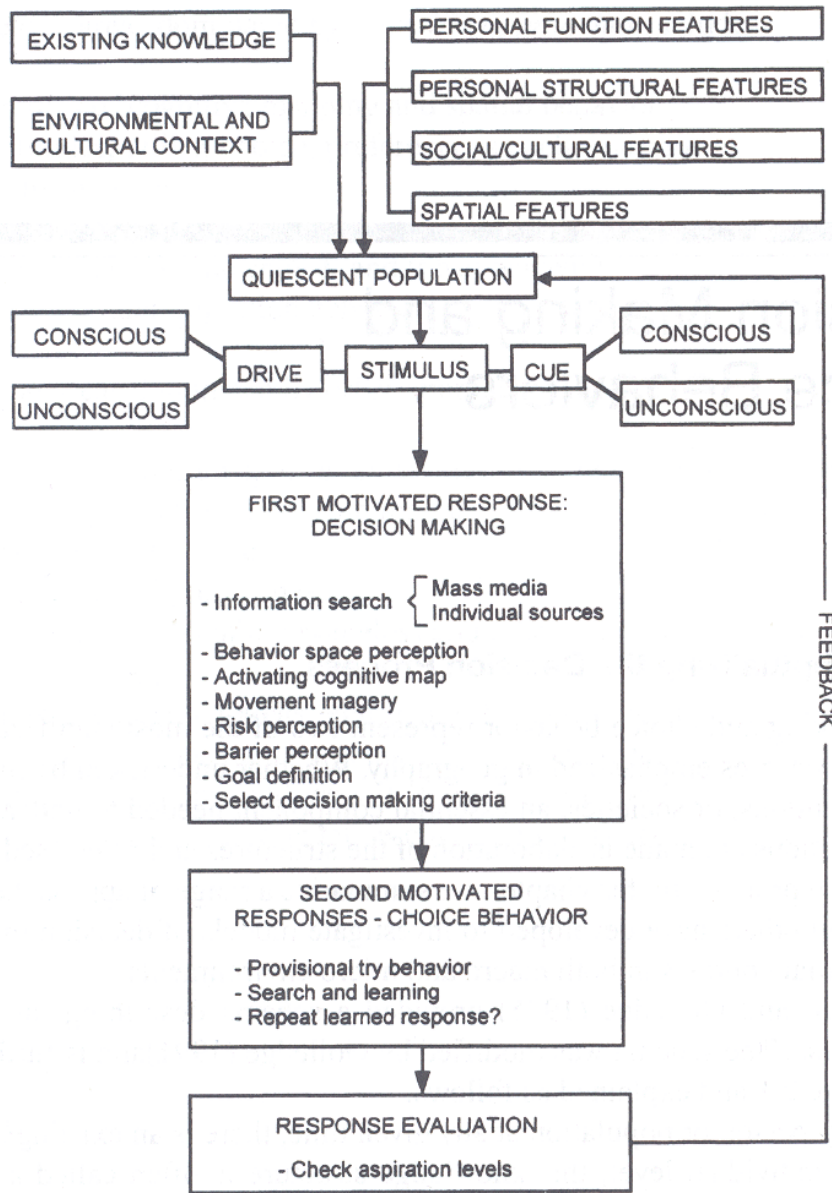 EXISTING KNOWLEDGE
ENVIRONMENTAL AND
CULTURAL CONTEXT
PERSONAL FUNCTION FEATURES
PERSONAL STRUCTURAL FEATURES
SOCIAL/CULTURAL FEATURES
SPATIAL FEATURES
QUIESCENT POPULATION
CONSCIOUS
UNCONSCIOUS
DRIVE
STIMULUS
CUE
CONSCIOUS
UNCONSCIOUS
FIRST MOTIVATED RESPONSE:
DECISION MAKING
- Information search
Mass media
Individual sources
- Behavior space perception
- Activating cognitive map
- Movement imagery
- Risk perception
- Barrier perception
- Goal definition
- Select decision making criteria
SECOND MOTIVATED
RESPONSES - CHOICE BEHAVIOR
- Provisional try behavior
- Search and learning
- Repeat learned response?
RESPONSE EVALUATION
- Check aspiration levels
FEEDBACK